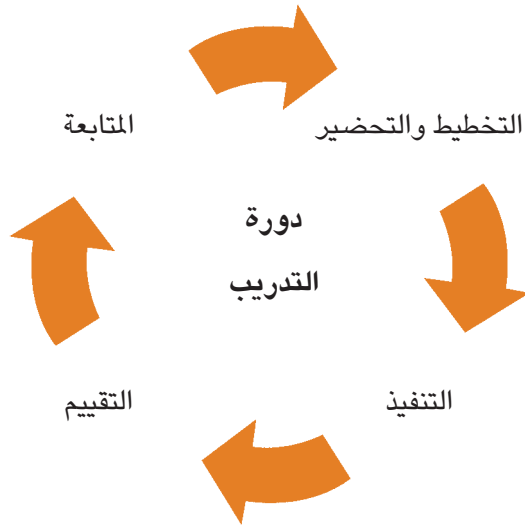 التخطيط والتحضير
المتابعة
دورة
التدريب
التنفيذ
التقييم